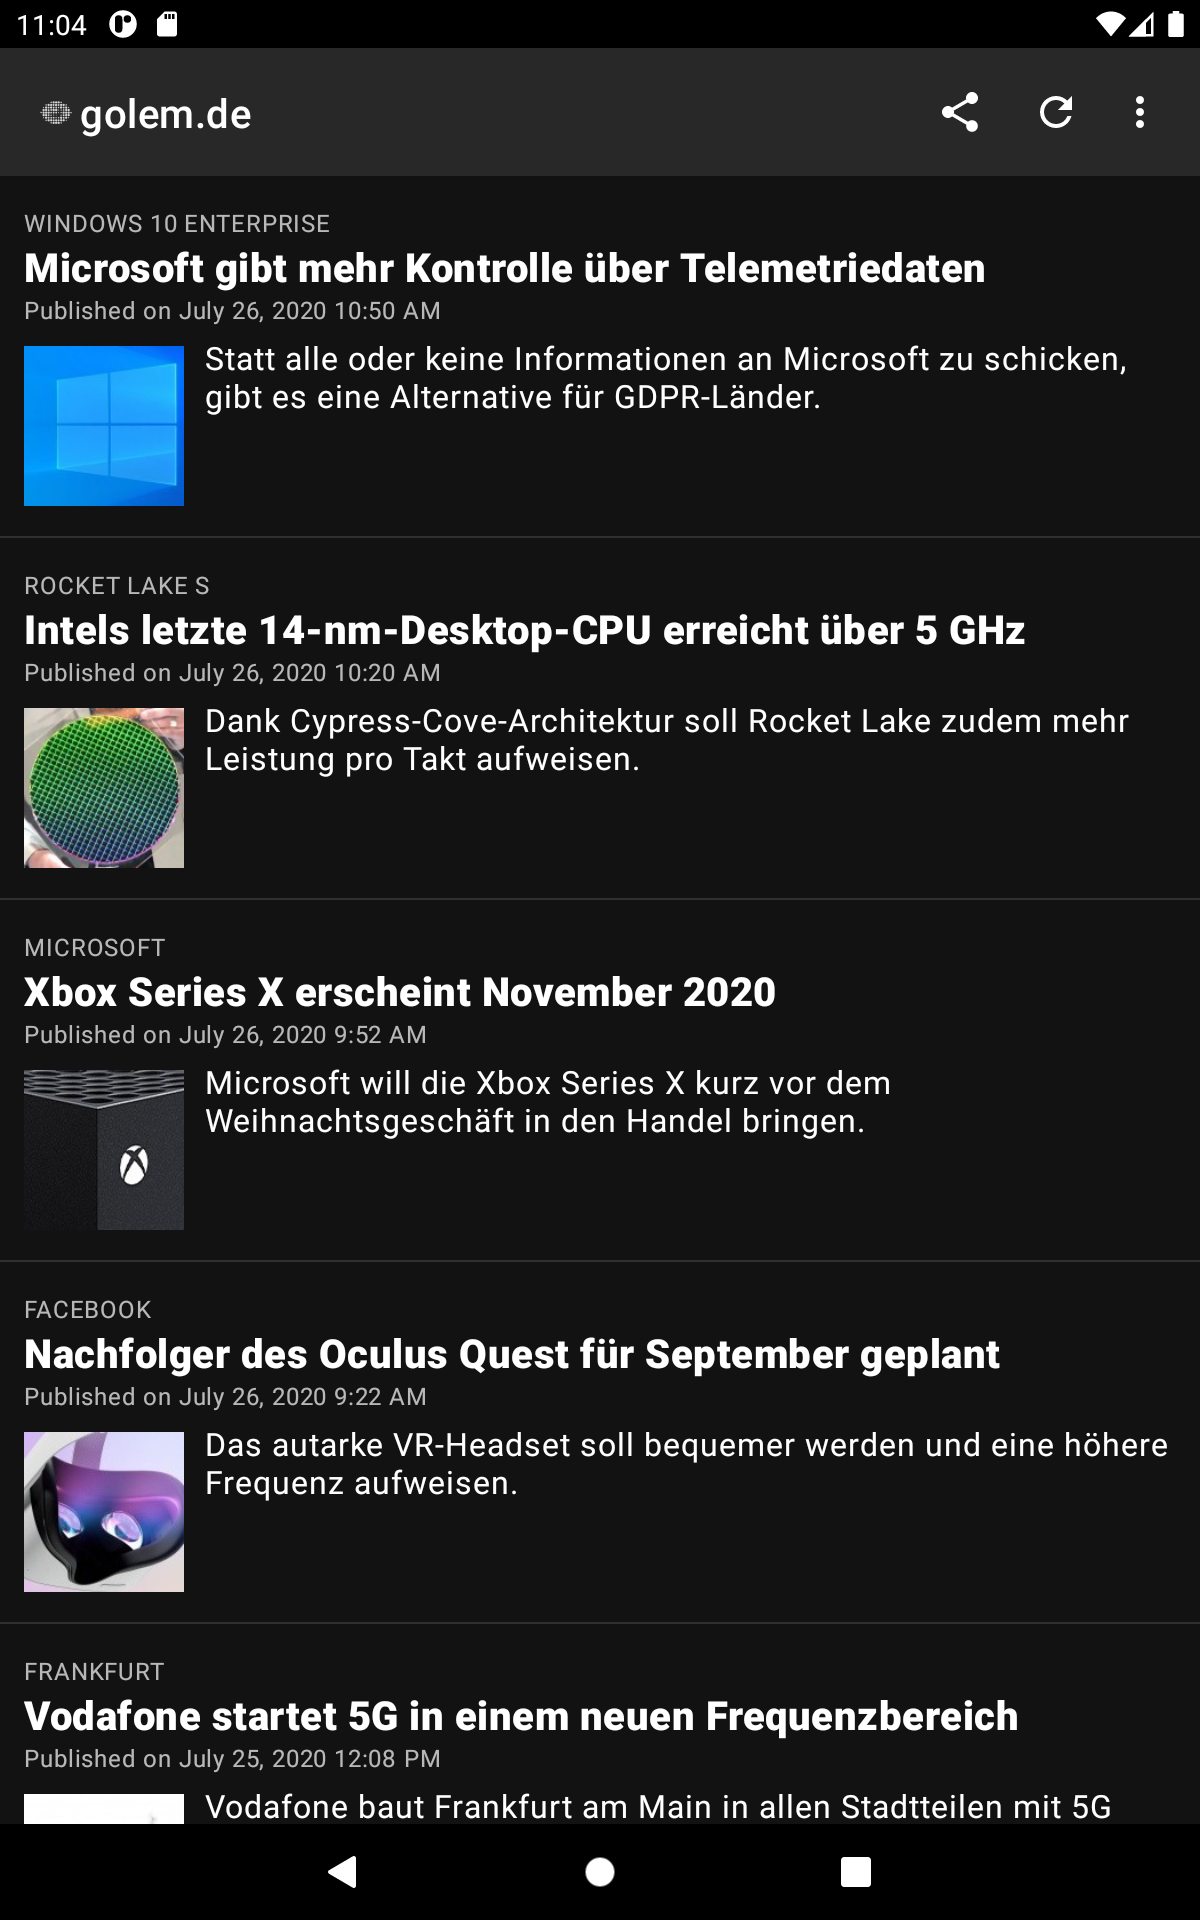 11:04
golem.de
WINDOWS 10 ENTERPRISE
Microsoft gibt mehr Kontrolle über Telemetriedaten
Published on July 26, 2020 10:50 AM
Statt alle oder keine Informationen an Microsoft zu schicken,
gibt es eine Alternative für GDPR-Länder.
ROCKET LAKE S
Intels letzte 14-nm-Desktop-CPU erreicht über 5 GHz
Published on July 26, 2020 10:20 AM
Dank Cypress-Cove-Architektur soll Rocket Lake zudem mehr
Leistung pro Takt aufweisen.
MICROSOFT
Xbox Series X erscheint November 2020
Published on July 26, 2020 9:52 AM
Microsoft will die Xbox Series X kurz vor dem
Weihnachtsgeschäft in den Handel bringen.
FACEBOOK
Nachfolger des Oculus Quest für September geplant
Published on July 26, 2020 9:22 AM
Das autarke VR-Headset soll bequemer werden und eine höhere
Frequenz aufweisen.
FRANKFURT
Vodafone startet 5G in einem neuen Frequenzbereich
Published on July 25, 2020 12:08 PM
Vodafone baut Frankfurt am Main in allen Stadtteilen mit 5G